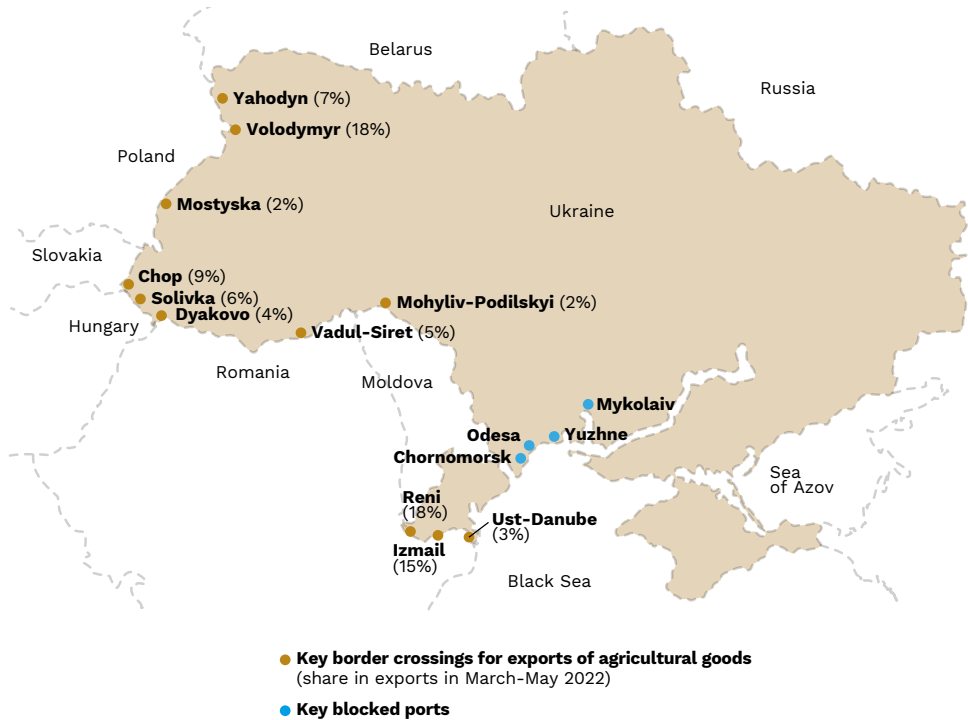 Belarus
Russia
Yahodyn (7%)
Volodymyr (18%)
Poland
Mostyska (2%)
Ukraine
Slovakia
Chop (9%)
Solivka (6%)
Mohyliv-Podilskyi (2%)
Dyakovo (4%)
Hungary
Vadul-Siret (5%)
Romania
Moldova
Mykolaiv
Odesa
Yuzhne
Chornomorsk
Sea
of Azov
Reni
(18%)
Ust-Danube
(3%)
Izmail
(15%)
Black Sea
Key border crossings for exports of agricultural goods
(share in exports in March-May 2022)
Key blocked ports